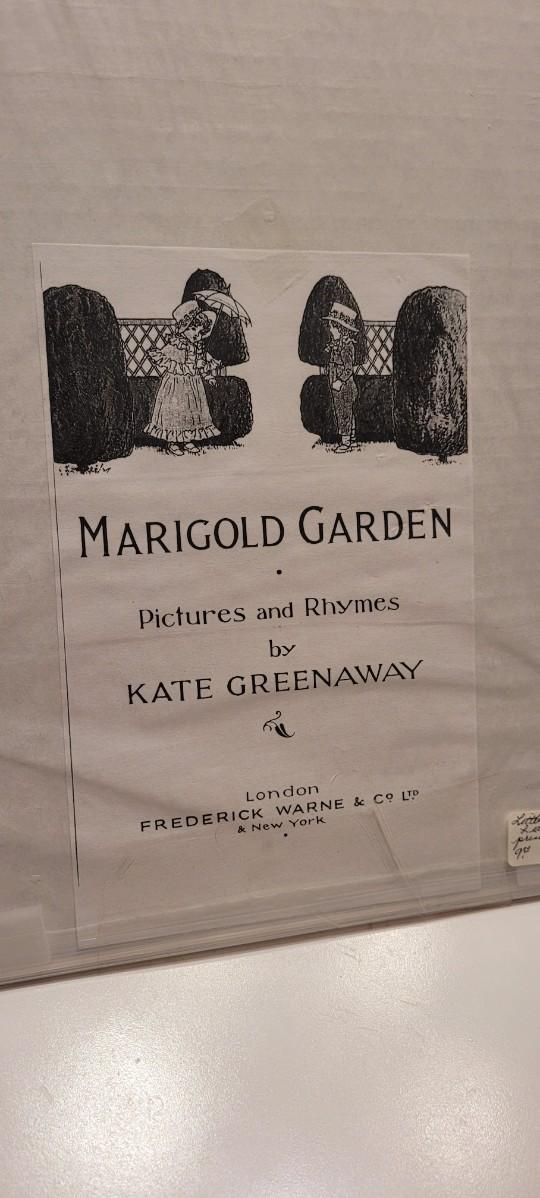 MARIGOLD GARDEN
Pictures and Rhymes
by
KATE GREENAWAY
London
FREDERICK WARNE & Cº LTD
& New York